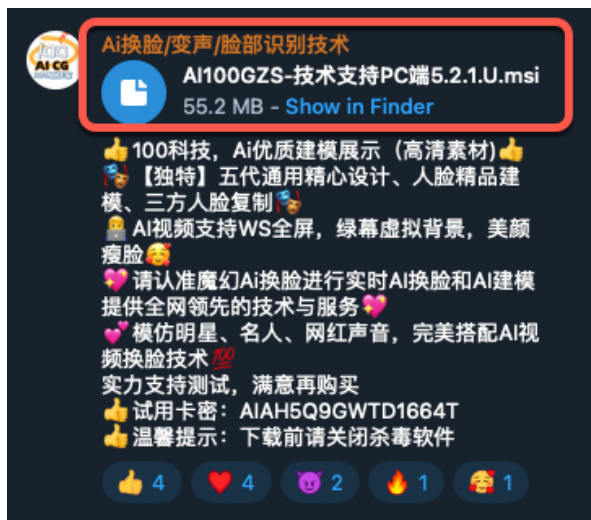 Ai换脸/变声/脸部识别技术
AI100GZS-技术支持PC端5.2.1.U.msi
55.2 MB - Show in Finder
AI CG
👍100科技，Ai优质建模展示（高清素材)👍
🎭【独特】五代通用精心设计、人脸精品建
模、三方人脸复制🎭
👨‍💻AI视频支持WS全屏，绿幕虚拟背景，美颜
瘦脸🥰
💖请认准魔幻Ai换脸进行实时AI换脸和AI建模
提供全网领先的技术与服务💖
💕模仿明星、名人、网红声音，完美搭配AI视
频换脸技术💯
实力支持测试，满意再购买
👍试用卡密：AIAH5Q9GWTD1664T
👍温馨提示：下载前请关闭杀毒软件
👍 4 ❤️ 4 😈 2 🔥 1 🥰 1